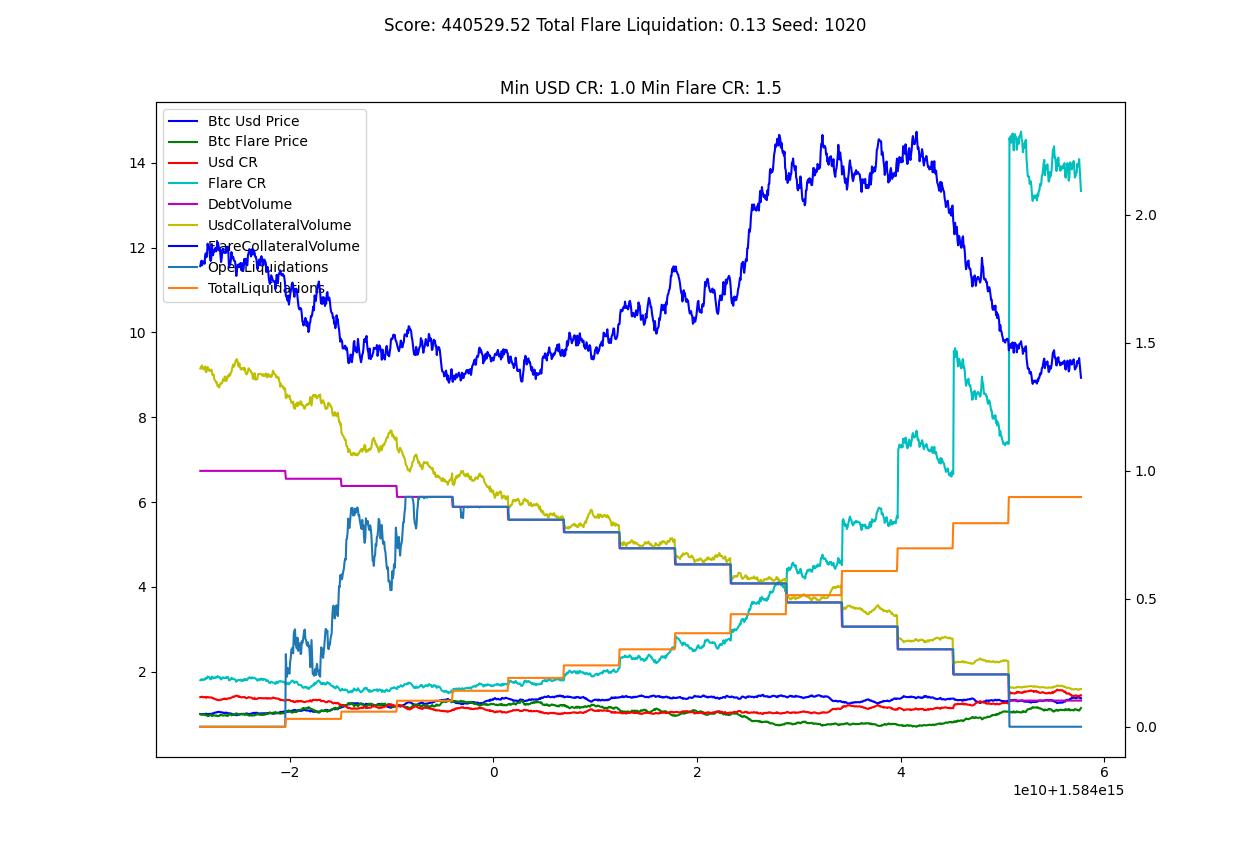 Score: 440529.52 Total Flare Liquidation: 0.13 Seed: 1020
Min USD CR: 1.0 Min Flare CR: 1.5
Btc Usd Price
Btc Flare Price
Usd CR
Flare CR
DebtVolume
UsdCollateralVolume
FlareCollateralVolume
OpenLiquidations
TotalLiquidations
14
12
10
8
6
4
2
2.0
1.5
1.0
0.5
0.0
−2
0
2
4
6
1e10+1.584e15